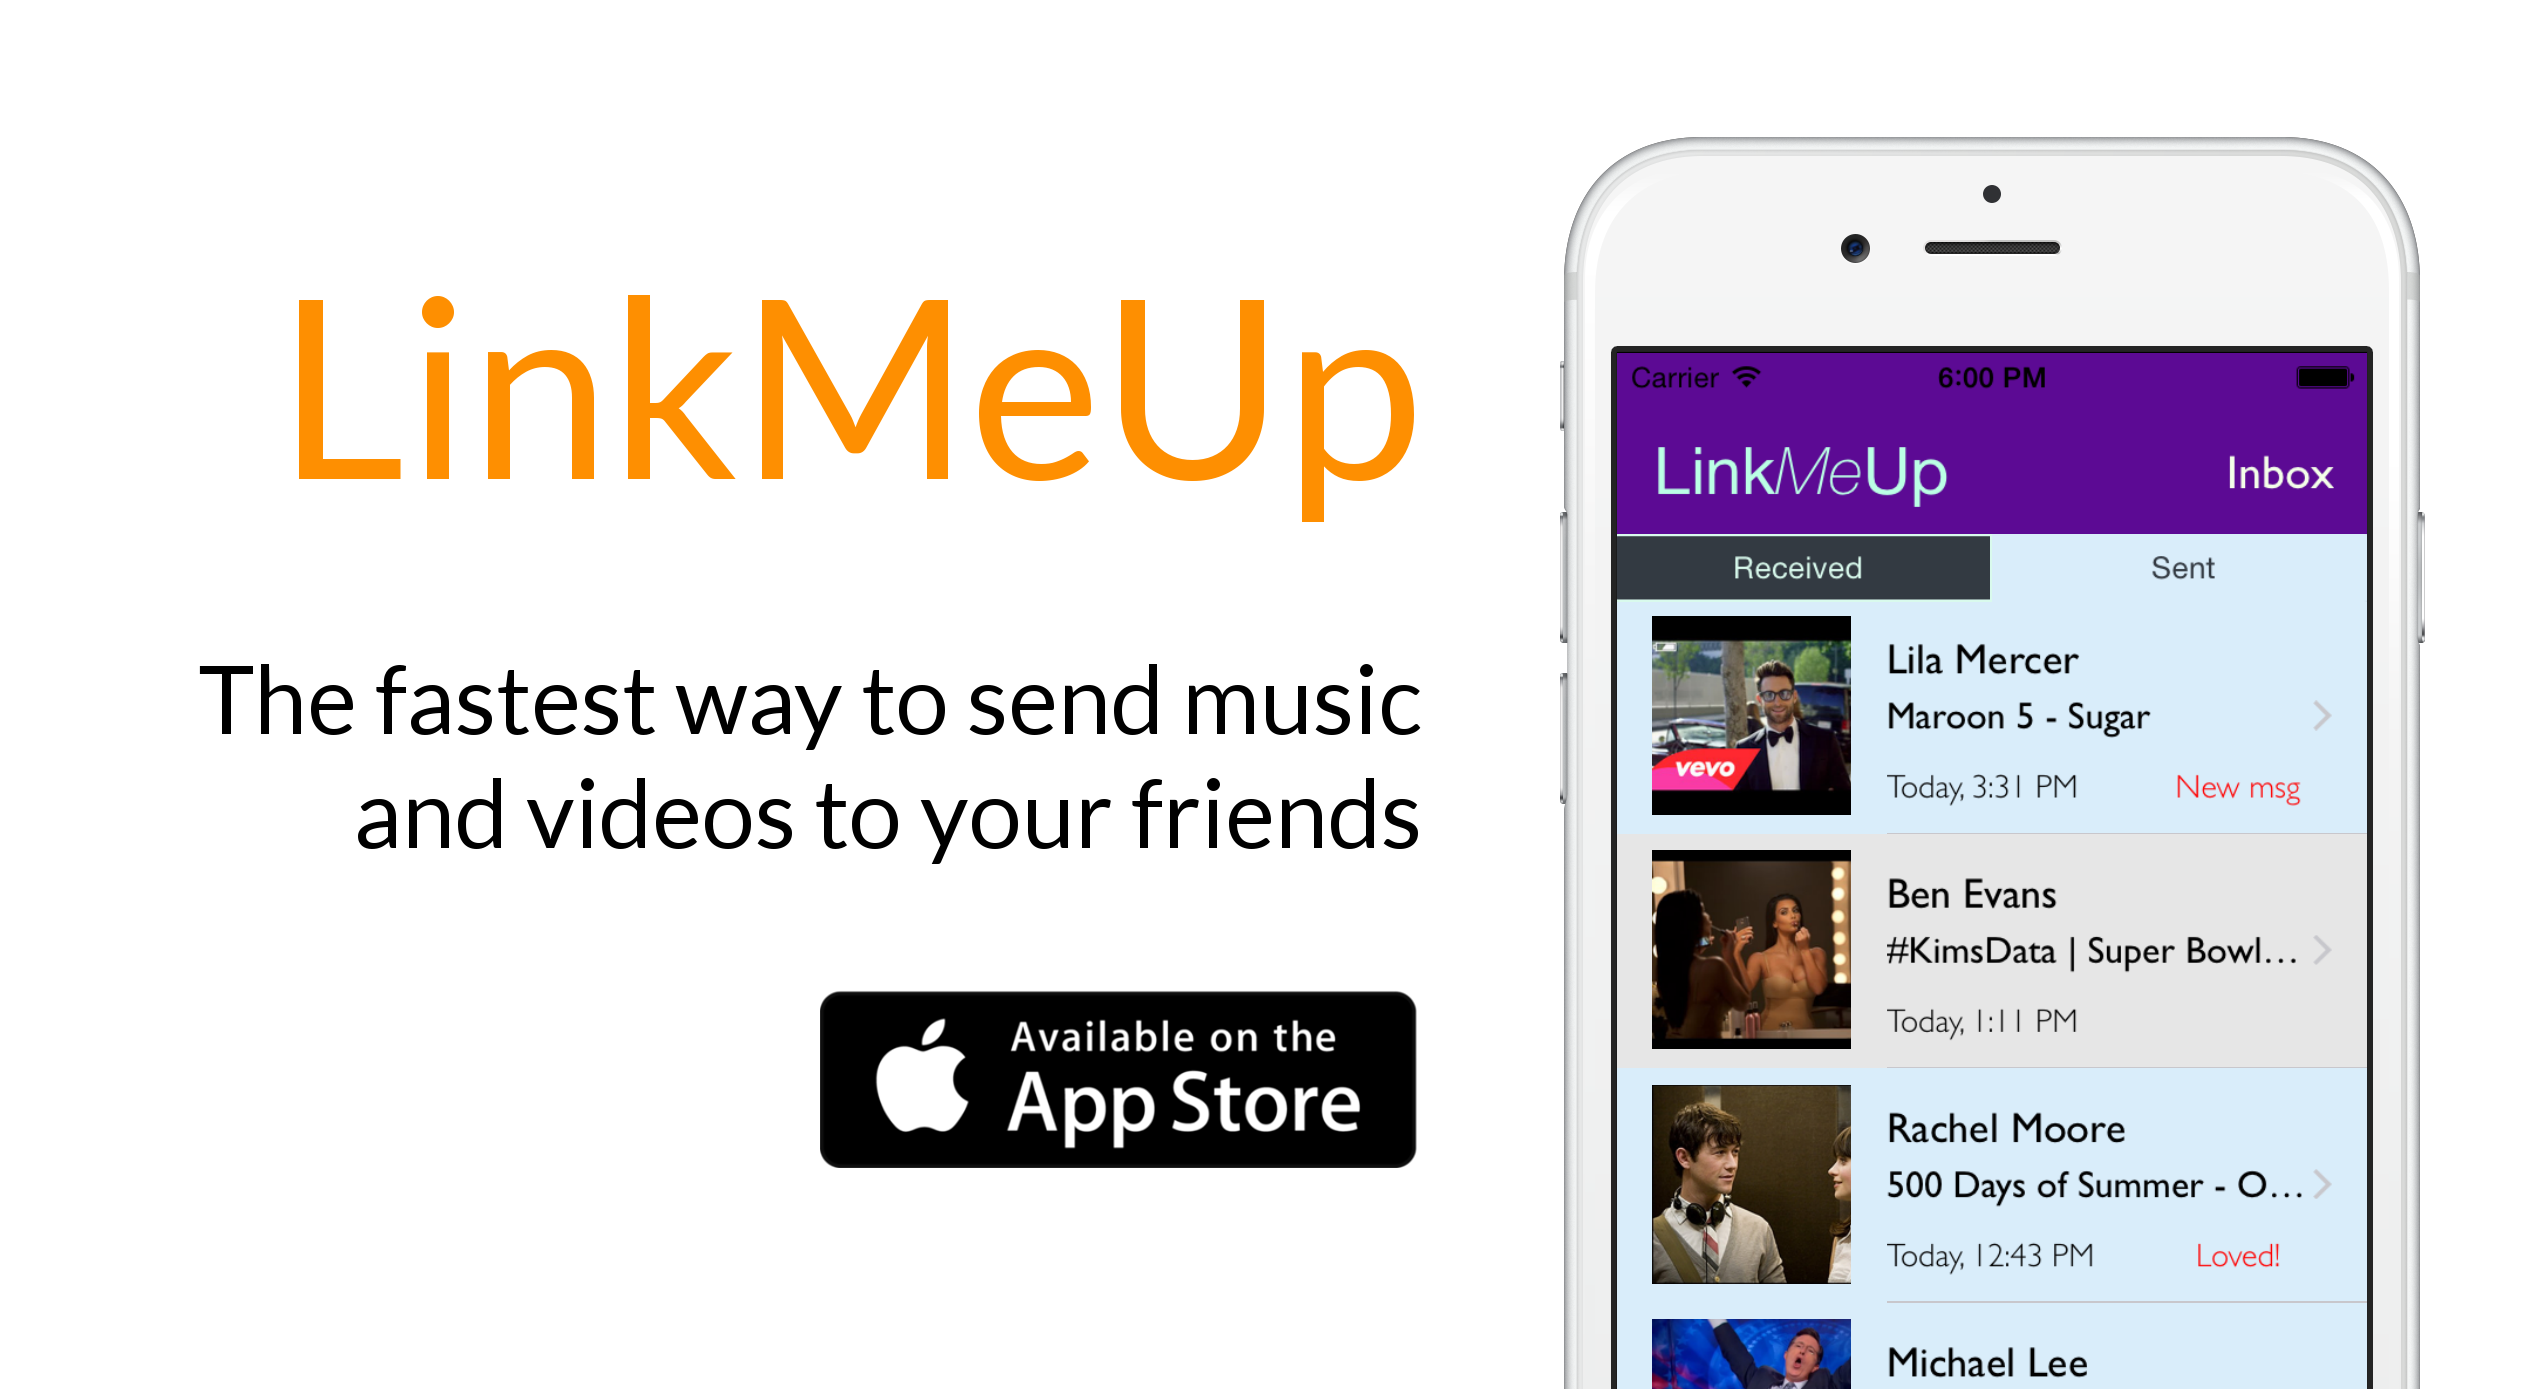 LinkMeUp
The fastest way to send music
and videos to your friends
Available on the
App Store
Carrier 6:00 PM
LinkMeUp Inbox
Received Sent
vevo
Lila Mercer
Maroon 5 - Sugar
Today, 3:31 PM New msg
Ben Evans
#KimsData | Super Bowl...
Today, 1:11 PM
Rachel Moore
500 Days of Summer - O...
Today, 12:43 PM Loved!
Michael Lee